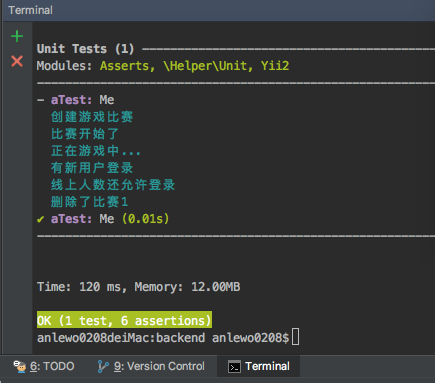 Terminal
Unit Tests (1) ────────────────────────
Modules: Asserts, \Helper\Unit, Yii2
- aTest: Me
创建游戏比赛
比赛开始了
正在游戏中...
有新用户登录
线上人数还允许登录
删除了比赛1
✔ aTest: Me (0.01s)
Time: 120 ms, Memory: 12.00MB
OK (1 test, 6 assertions)
anlewo0208deiMac:backend anlewo0208$
6: TODO 9: Version Control Terminal